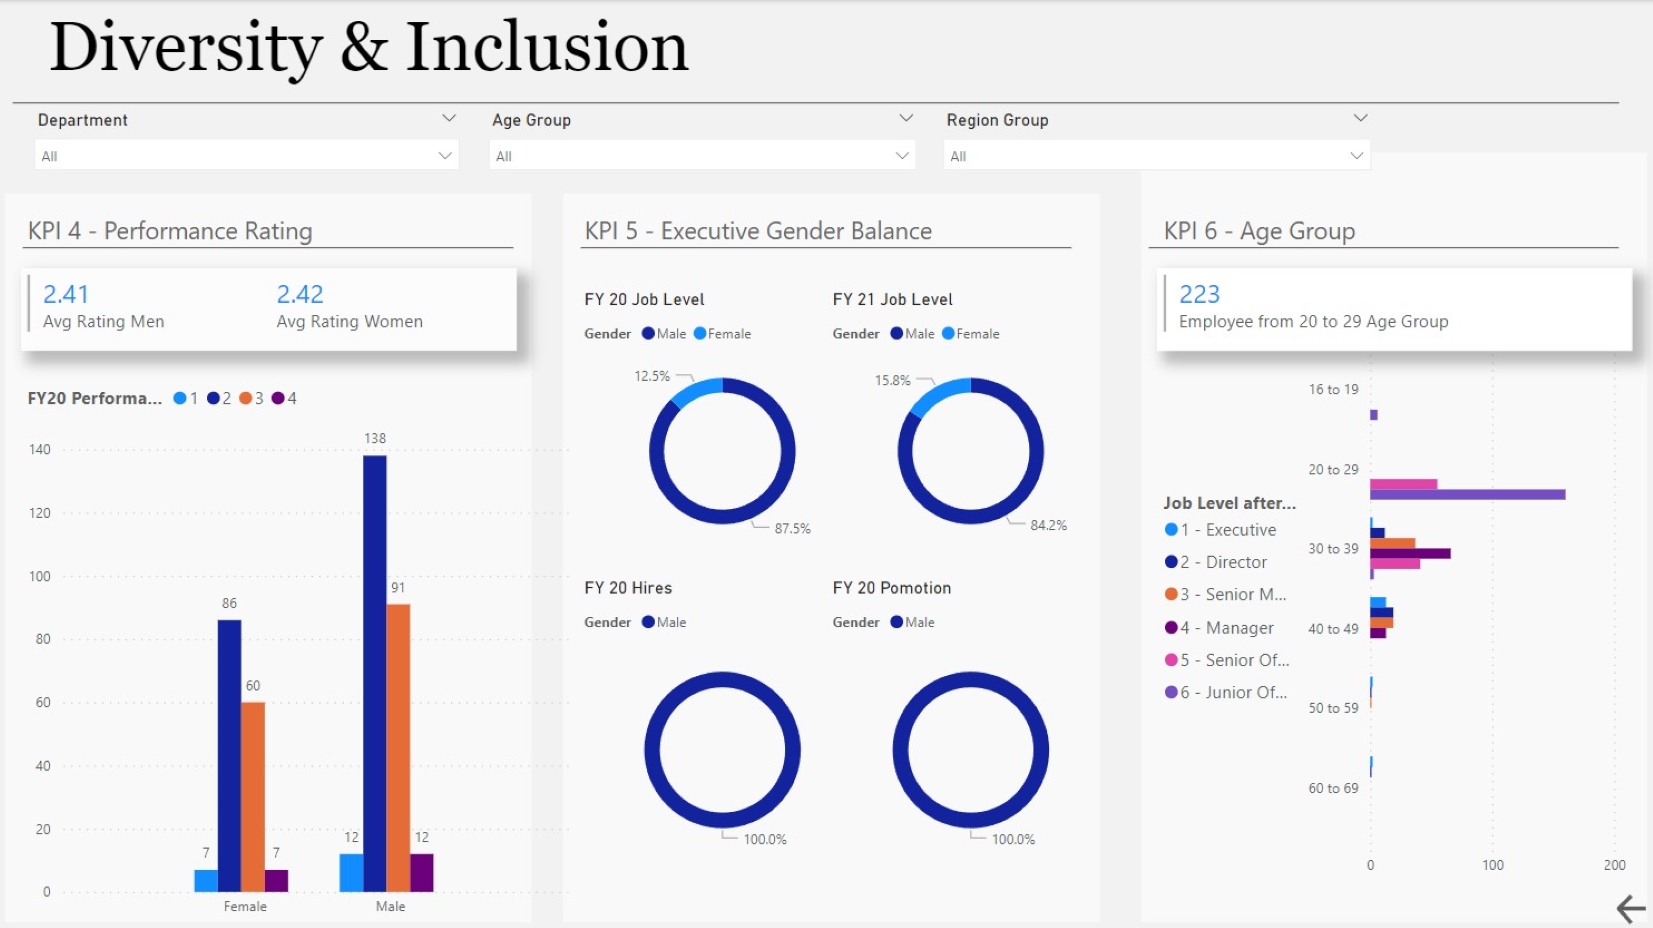 Diversity & Inclusion
Department
All
Age Group
All
Region Group
All
KPI 4 - Performance Rating
2.41
Avg Rating Men
2.42
Avg Rating Women
FY20 Performa... 1 2 3 4
140
120
100
80
60
40
20
0
7
86
60
7
12
138
91
12
Female
Male
KPI 5 - Executive Gender Balance
FY 20 Job Level
Gender Male Female
12.5%
87.5%
FY 21 Job Level
Gender Male Female
15.8%
84.2%
FY 20 Hires
Gender Male
100.0%
FY 20 Pomotion
Gender Male
100.0%
KPI 6 - Age Group
223
Employee from 20 to 29 Age Group
Job Level after...
1 - Executive
2 - Director
3 - Senior M...
4 - Manager
5 - Senior Of...
6 - Junior Of...
16 to 19
20 to 29
30 to 39
40 to 49
50 to 59
60 to 69
0
100
200